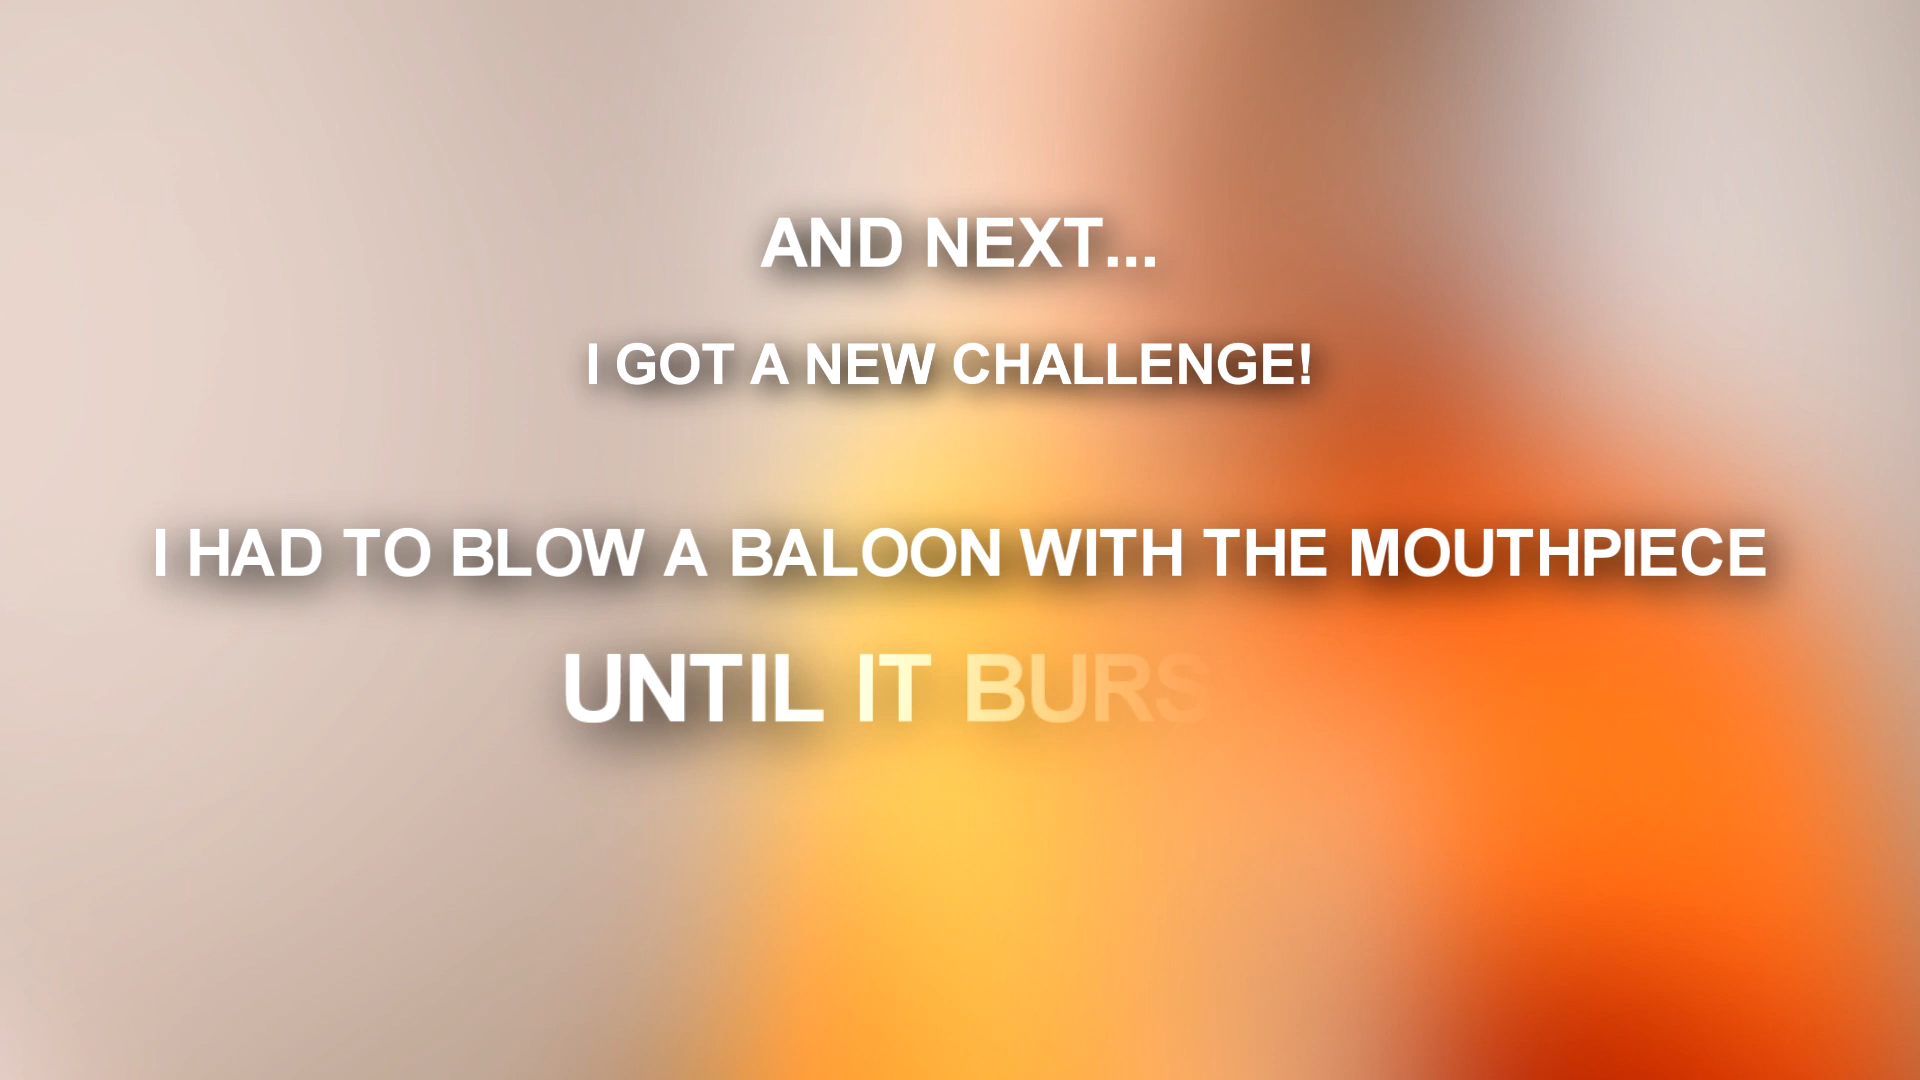 AND NEXT...
I GOT A NEW CHALLENGE!
I HAD TO BLOW A BALOON WITH THE MOUTHPIECE
UNTIL IT BURS